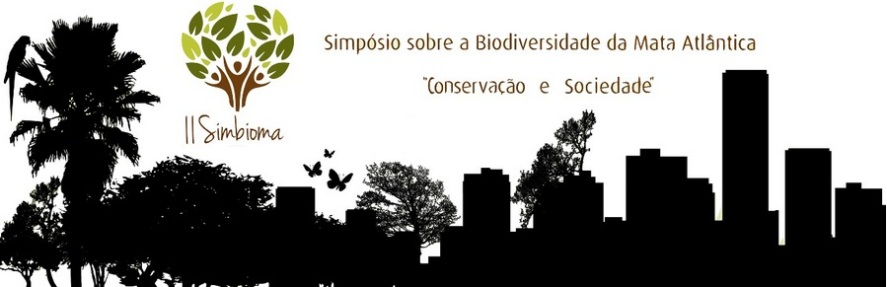 Simpósio sobre a Biodiversidade da Mata Atlântica
"Conservação e Sociedade"
II Simbioma